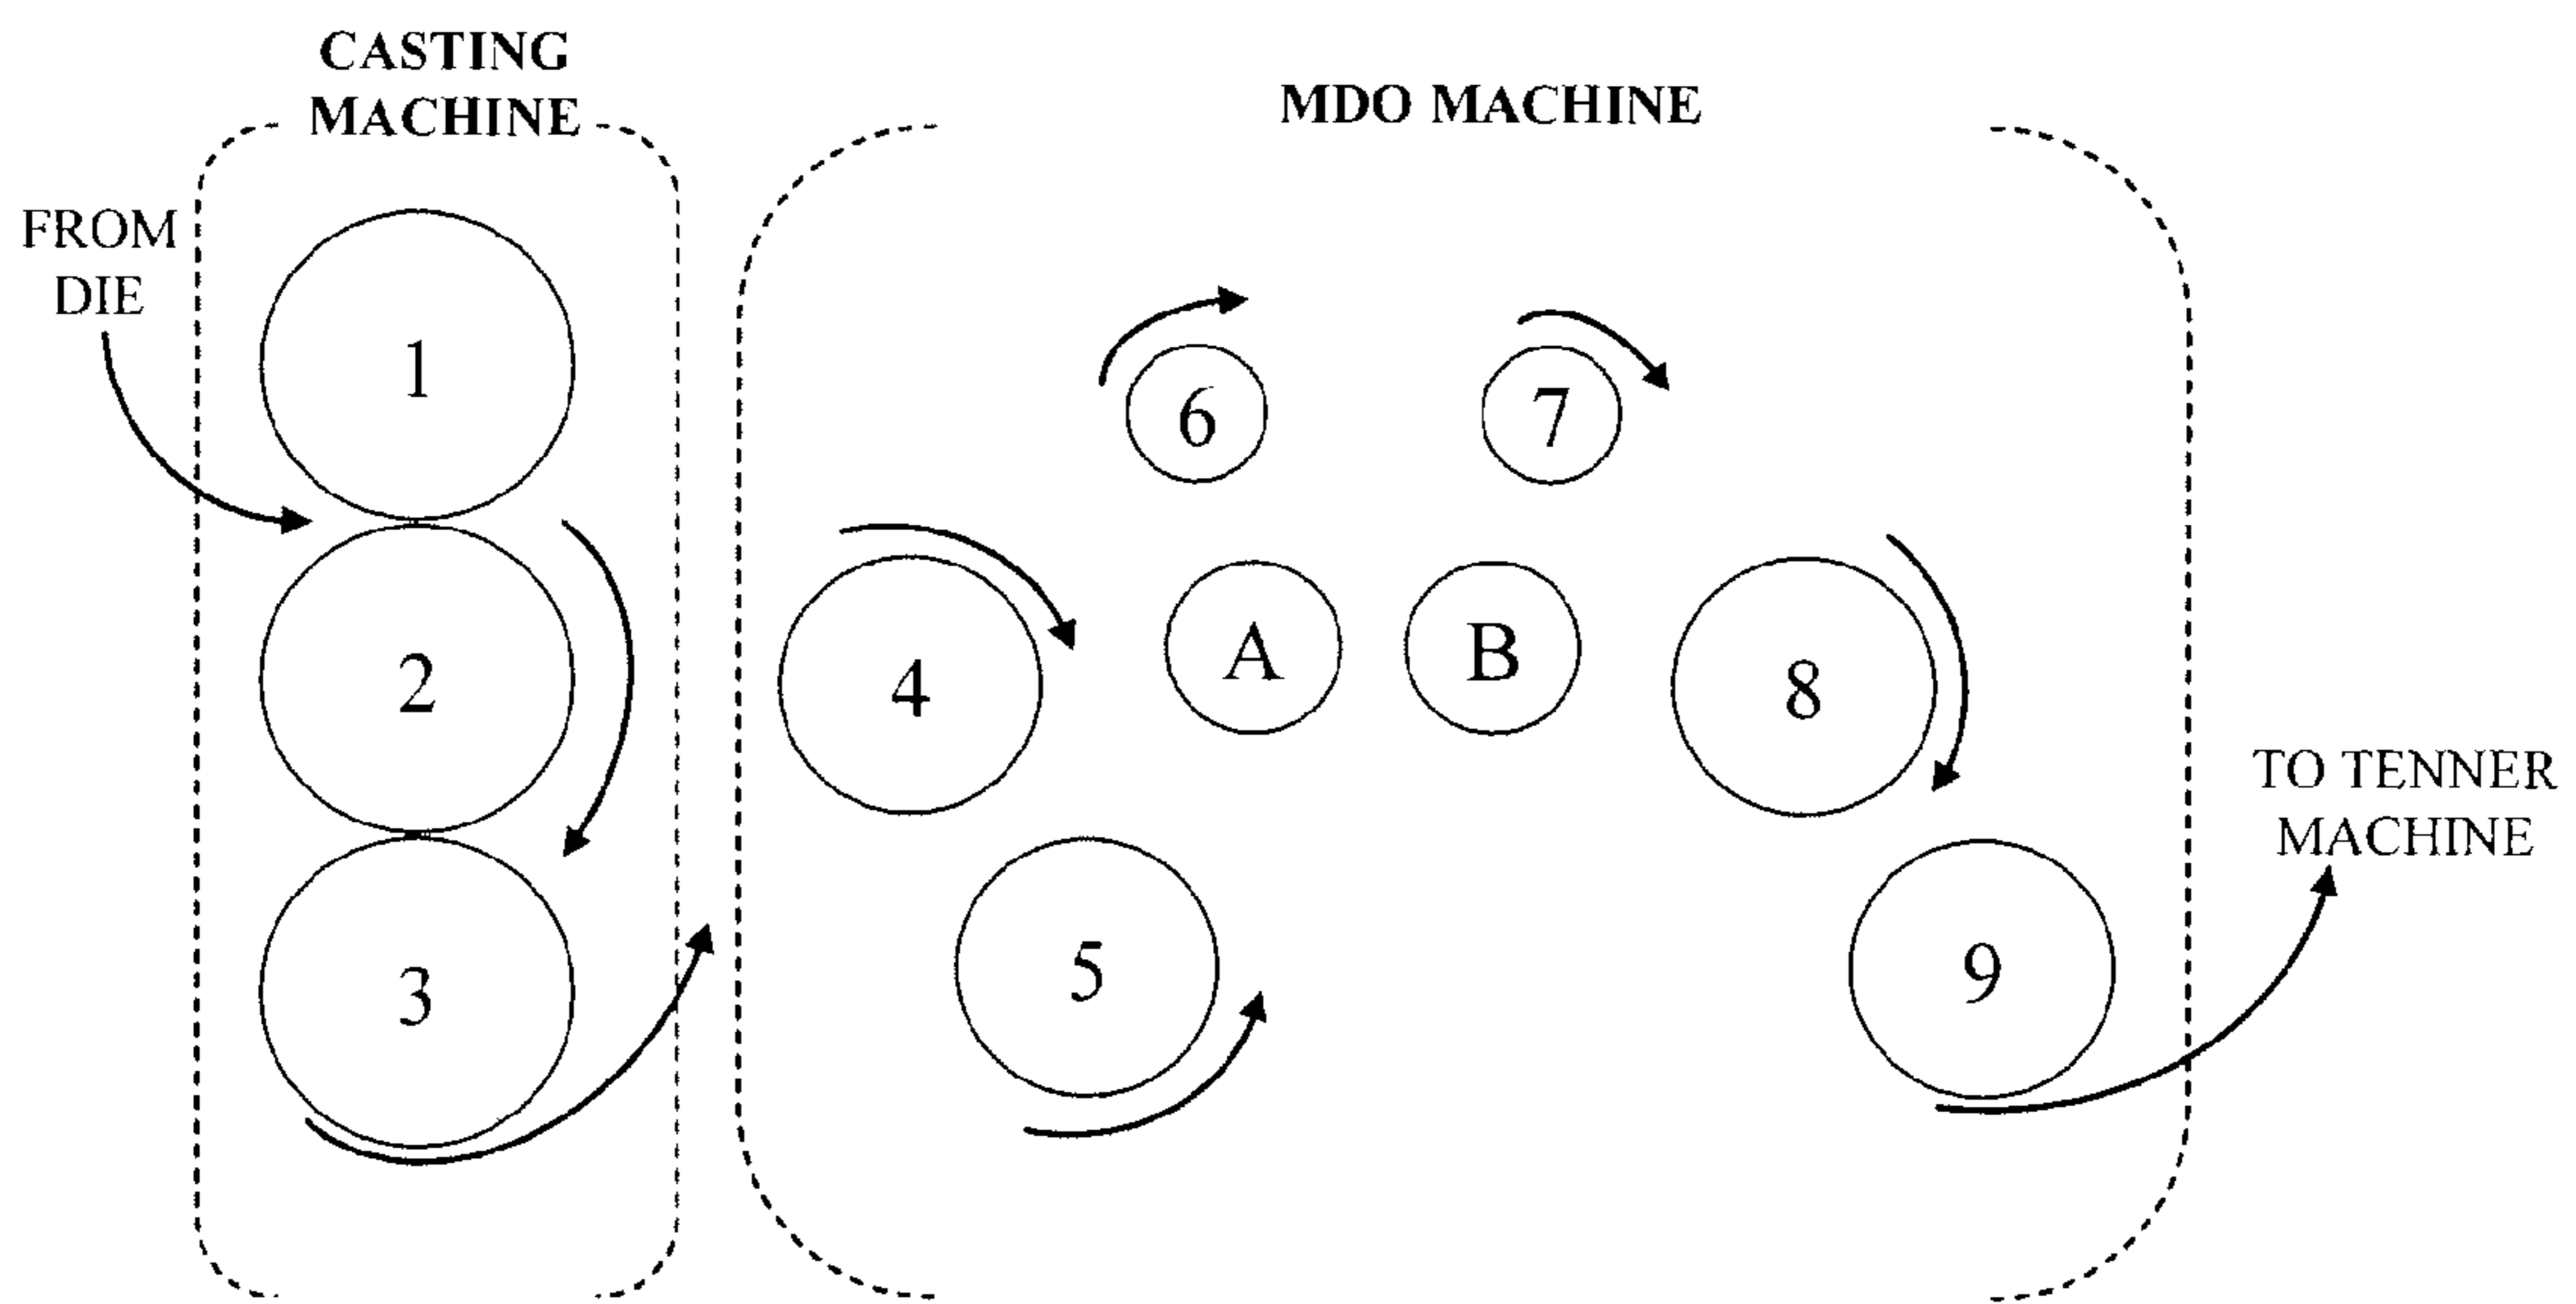 CASTING
MACHINE
MDO MACHINE
FROM
DIE
1
2
3
4
5
6
7
A
B
8
9
TO TENNER
MACHINE